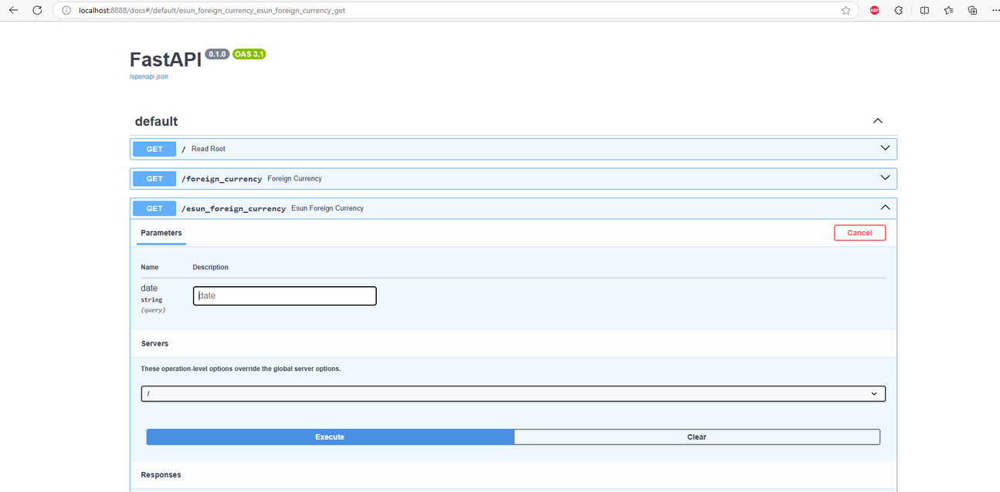 localhost:8888/docs#/default/esun_foreign_currency_esun_foreign_currency_get
ABP
FastAPI 0.1.0 OAS 3.1
/openapi.json
default
GET / Read Root
GET /foreign_currency Foreign Currency
GET /esun_foreign_currency Esun Foreign Currency
Parameters Cancel
Name Description
date date
string
(query)
Servers
These operation-level options override the global server options.
/
Execute Clear
Responses